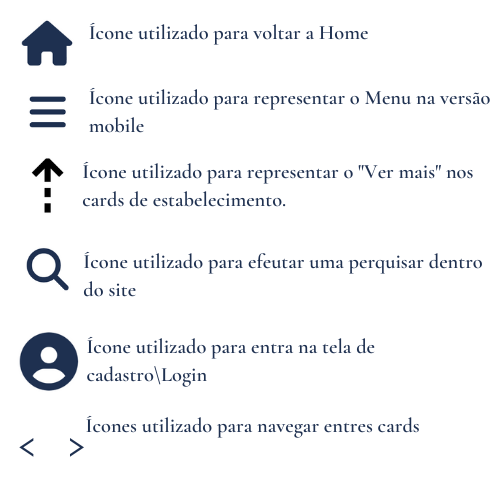 Ícone utilizado para voltar a Home
Ícone utilizado para representar o Menu na versão
mobile
Ícone utilizado para representar o "Ver mais" nos
cards de estabelecimento.
Ícone utilizado para efeutar uma perquisar dentro
do site
Ícone utilizado para entra na tela de
cadastro\Login
Ícones utilizado para navegar entres cards